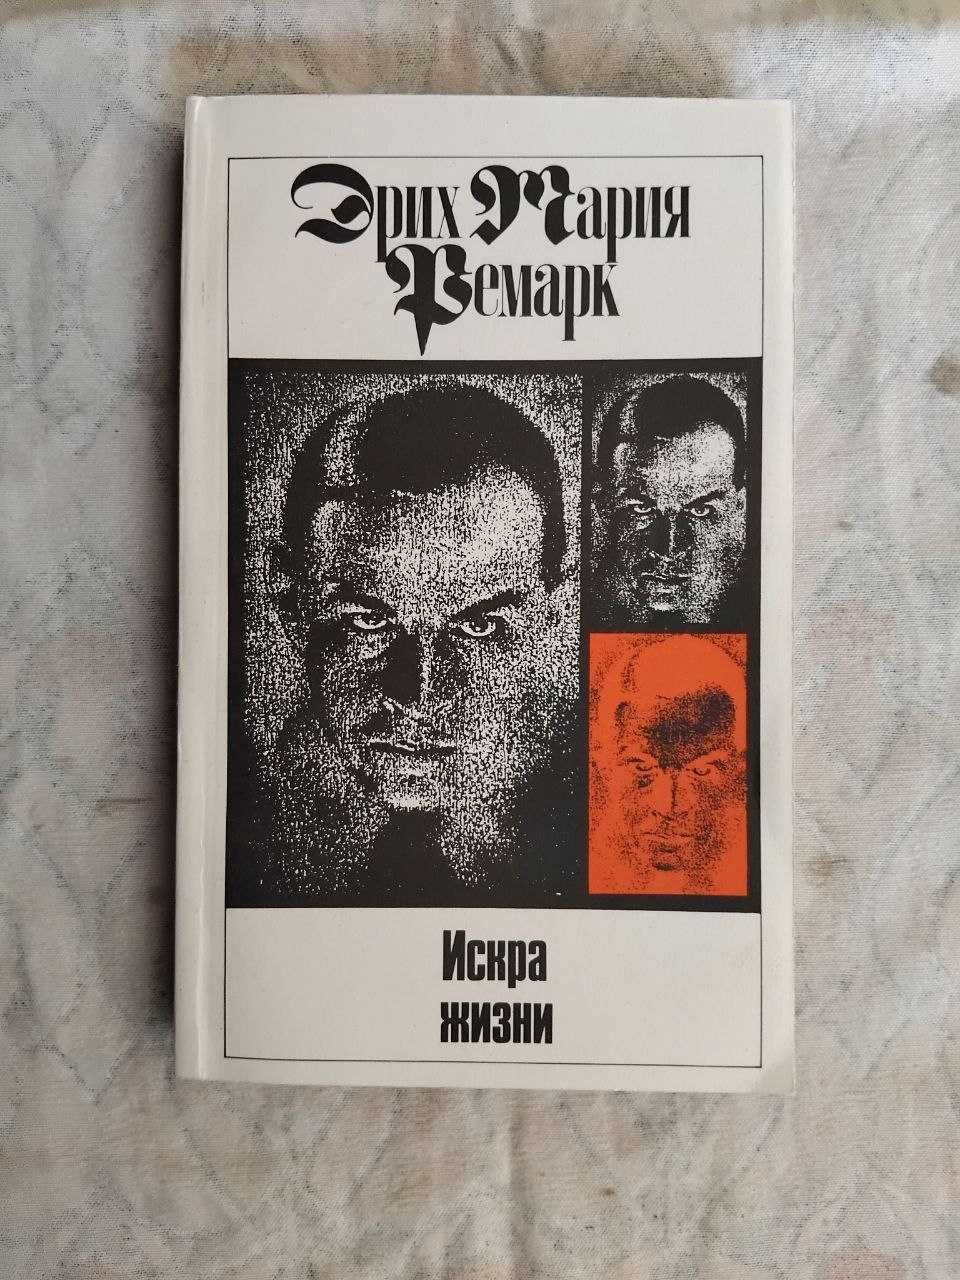 Эрих Мария
Ремарк
Искра
жизни